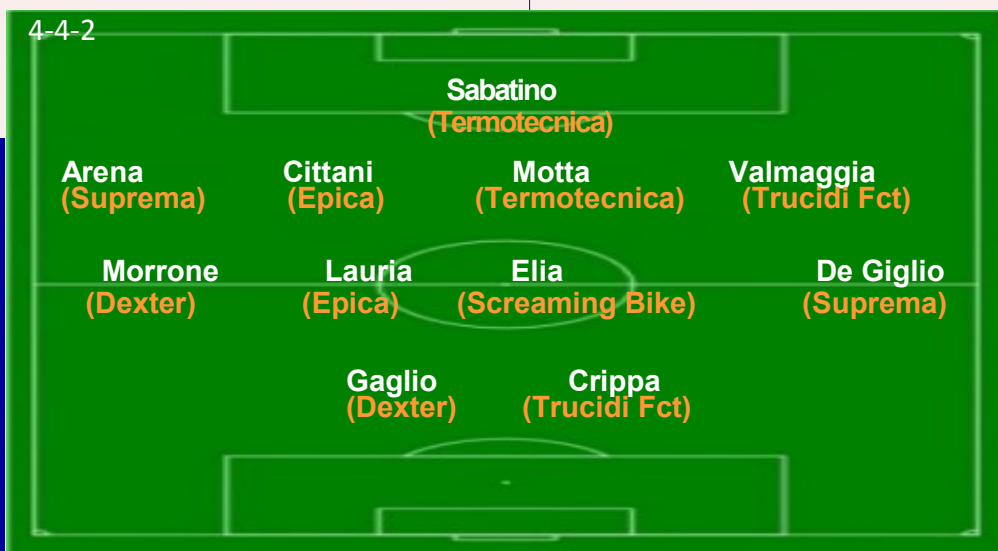 4-4-2
Sabatino
(Termotecnica)
Arena Cittani Motta Valmaggia
(Suprema) (Epica) (Termotecnica) (Trucidi Fct)
Morrone Lauria Elia De Giglio
(Dexter) (Epica) (Screaming Bike) (Suprema)
Gaglio Crippa
(Dexter) (Trucidi Fct)